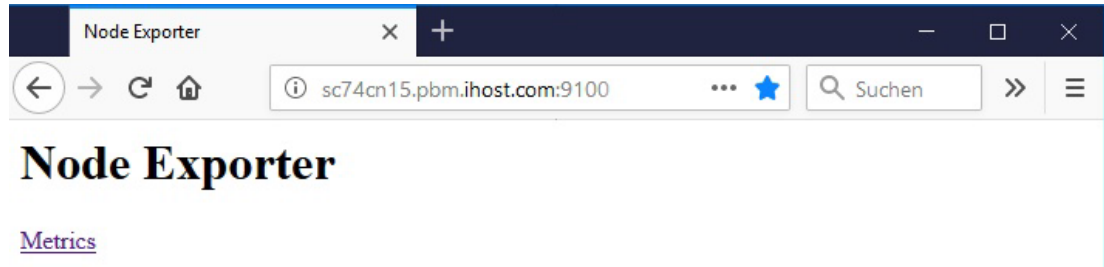 Node Exporter
sc74cn15.pbm.ihost.com:9100
Suchen
Node Exporter
Metrics